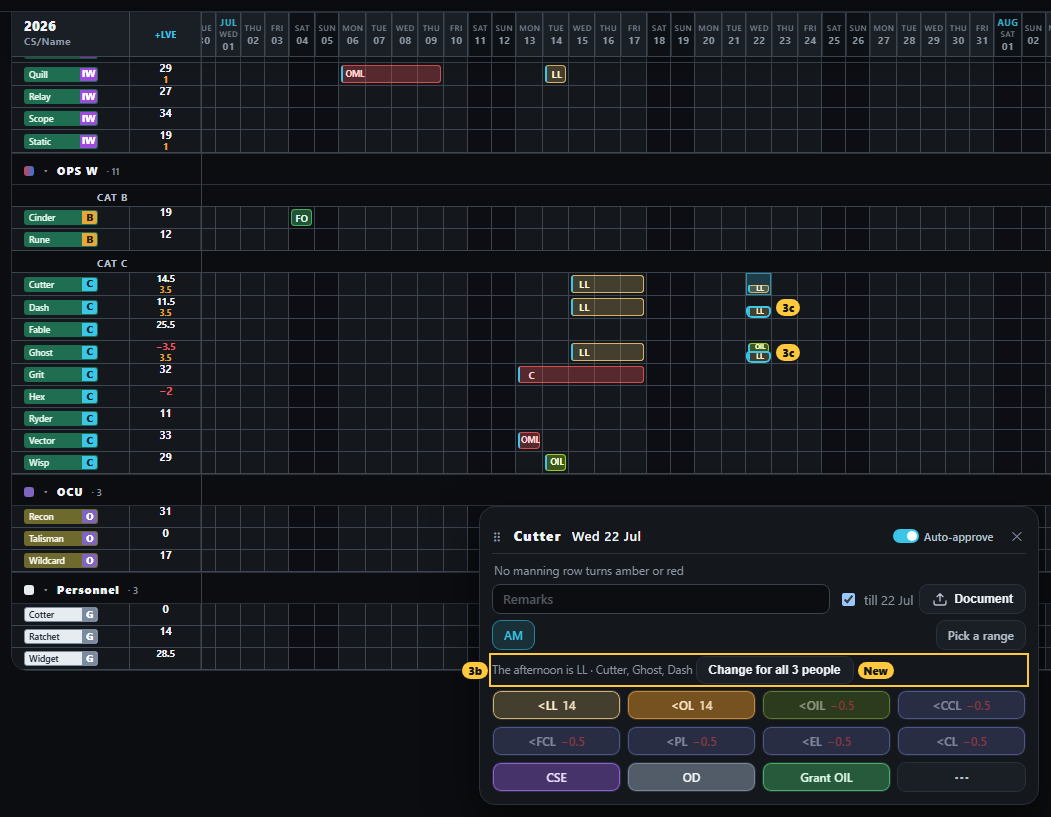 2026
CS/Name
+LVE
UE 30
JUL WED 01
THU 02
FRI 03
SAT 04
SUN 05
MON 06
TUE 07
WED 08
THU 09
FRI 10
SAT 11
SUN 12
MON 13
TUE 14
WED 15
THU 16
FRI 17
SAT 18
SUN 19
MON 20
TUE 21
WED 22
THU 23
FRI 24
SAT 25
SUN 26
MON 27
TUE 28
WED 29
THU 30
FRI 31
AUG SAT 01
SUN 02
Quill IW 29 1 OML LL
Relay IW 27
Scope IW 34
Static IW 19 1
OPS W · 11
CAT B
Cinder B 19 FO
Rune B 12
CAT C
Cutter C 14.5 3.5 LL LL
Dash C 11.5 3.5 LL LL 3c
Fable C 25.5
Ghost C −3.5 3.5 LL OIL LL 3c
Grit C 32 C
Hex C −2
Ryder C 11
Vector C 33 OML
Wisp C 29 OIL
OCU · 3
Recon O 31
Talisman O 0
Wildcard O 17
Personnel · 3
Cotter G 0
Ratchet G 14
Widget G 28.5
Cutter Wed 22 Jul Auto-approve ×
No manning row turns amber or red
Remarks till 22 Jul Document
AM Pick a range
3b The afternoon is LL · Cutter, Ghost, Dash Change for all 3 people New
<LL 14 <OL 14 <OIL −0.5 <CCL −0.5
<FCL −0.5 <PL −0.5 <EL −0.5 <CL −0.5
CSE OD Grant OIL ---